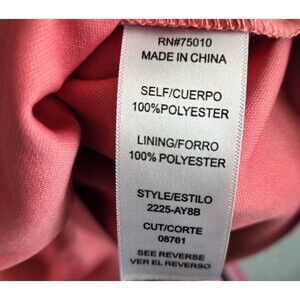 RN#75010
MADE IN CHINA
SELF/CUERPO
100%POLYESTER
LINING/FORRO
100% POLYESTER
STYLE/ESTILO
2225-AY8B
CUT/CORTE
08761
SEE REVERSE
VER EL REVERSO